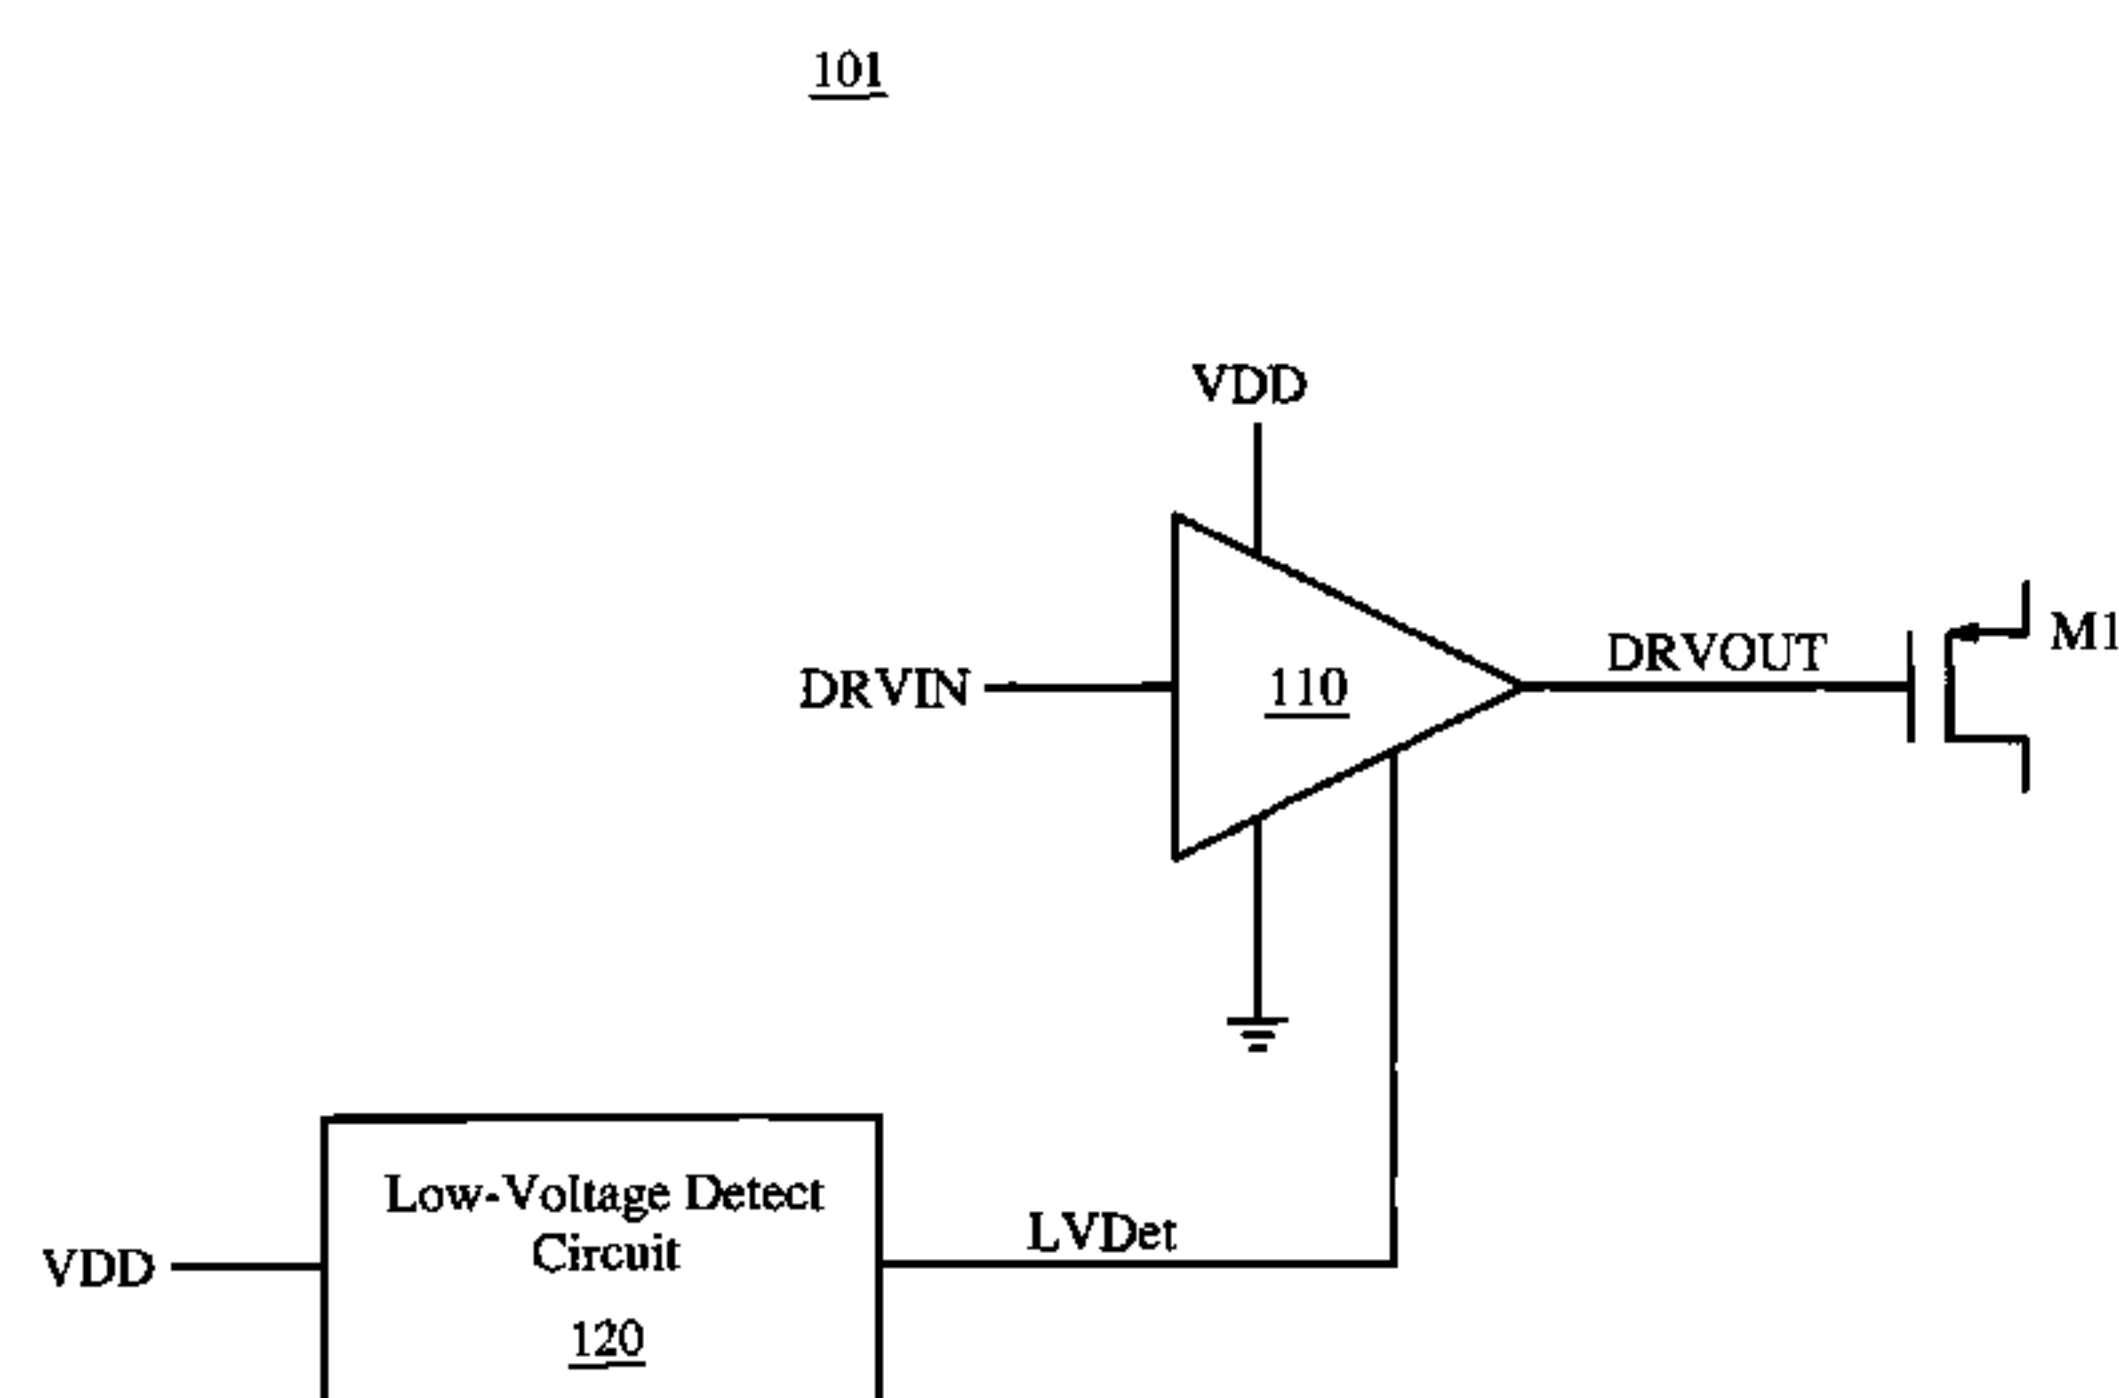 101
VDD
DRVIN
110
DRVOUT
M1
Low-Voltage Detect
Circuit
120
VDD
LVDet